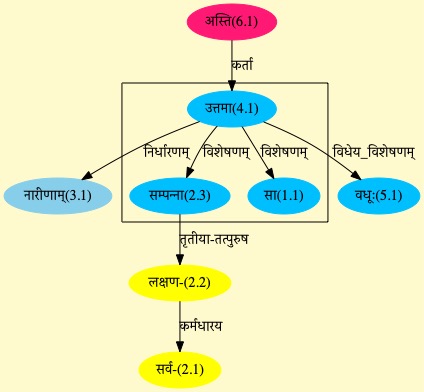 अस्ति(6.1)
कर्ता
उत्तमा(4.1)
निर्धारणम् विशेषणम् विशेषणम् विधेय_विशेषणम्
नारीणाम्(3.1) सम्पन्ना(2.3) सा(1.1) वधूः(5.1)
तृतीया-तत्पुरुष
लक्षण-(2.2)
कर्मधारय
सर्व-(2.1)